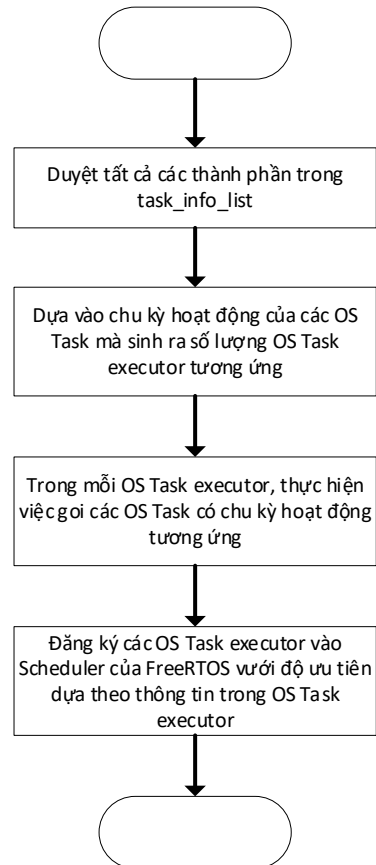 Duyệt tất cả các thành phần trong
task_info_list
Dựa vào chu kỳ hoạt động của các OS
Task mà sinh ra số lượng OS Task
executor tương ứng
Trong mỗi OS Task executor, thực hiện
việc goi các OS Task có chu kỳ hoạt động
tương ứng
Đăng ký các OS Task executor vào
Scheduler của FreeRTOS vưới độ ưu tiên
dựa theo thông tin trong OS Task
executor